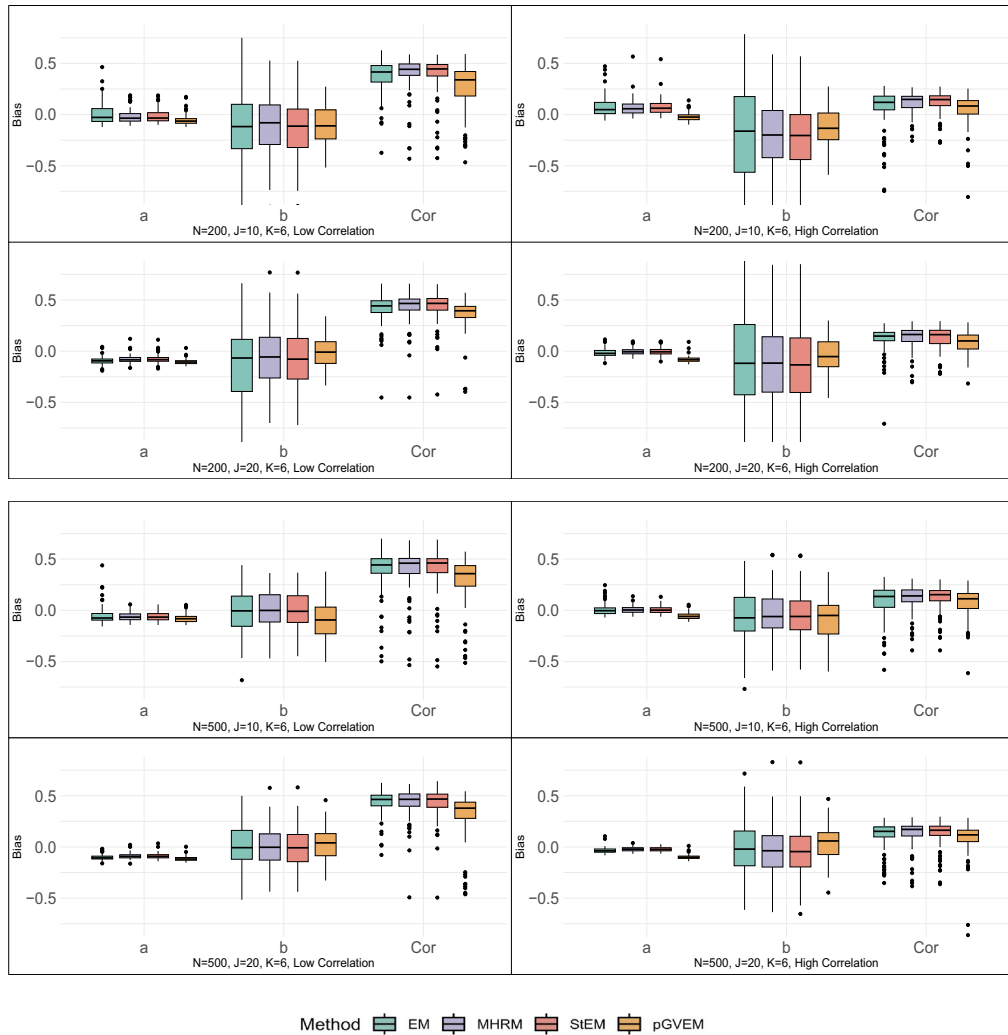 0.5
0.0
−0.5
Bias
a b Cor
N=200, J=10, K=6, Low Correlation
0.5
0.0
−0.5
Bias
a b Cor
N=200, J=10, K=6, High Correlation
0.5
0.0
−0.5
Bias
a b Cor
N=200, J=20, K=6, Low Correlation
0.5
0.0
−0.5
Bias
a b Cor
N=200, J=20, K=6, High Correlation
0.5
0.0
−0.5
Bias
a b Cor
N=500, J=10, K=6, Low Correlation
0.5
0.0
−0.5
Bias
a b Cor
N=500, J=10, K=6, High Correlation
0.5
0.0
−0.5
Bias
a b Cor
N=500, J=20, K=6, Low Correlation
0.5
0.0
−0.5
Bias
a b Cor
N=500, J=20, K=6, High Correlation
Method EM MHRM StEM pGVEM